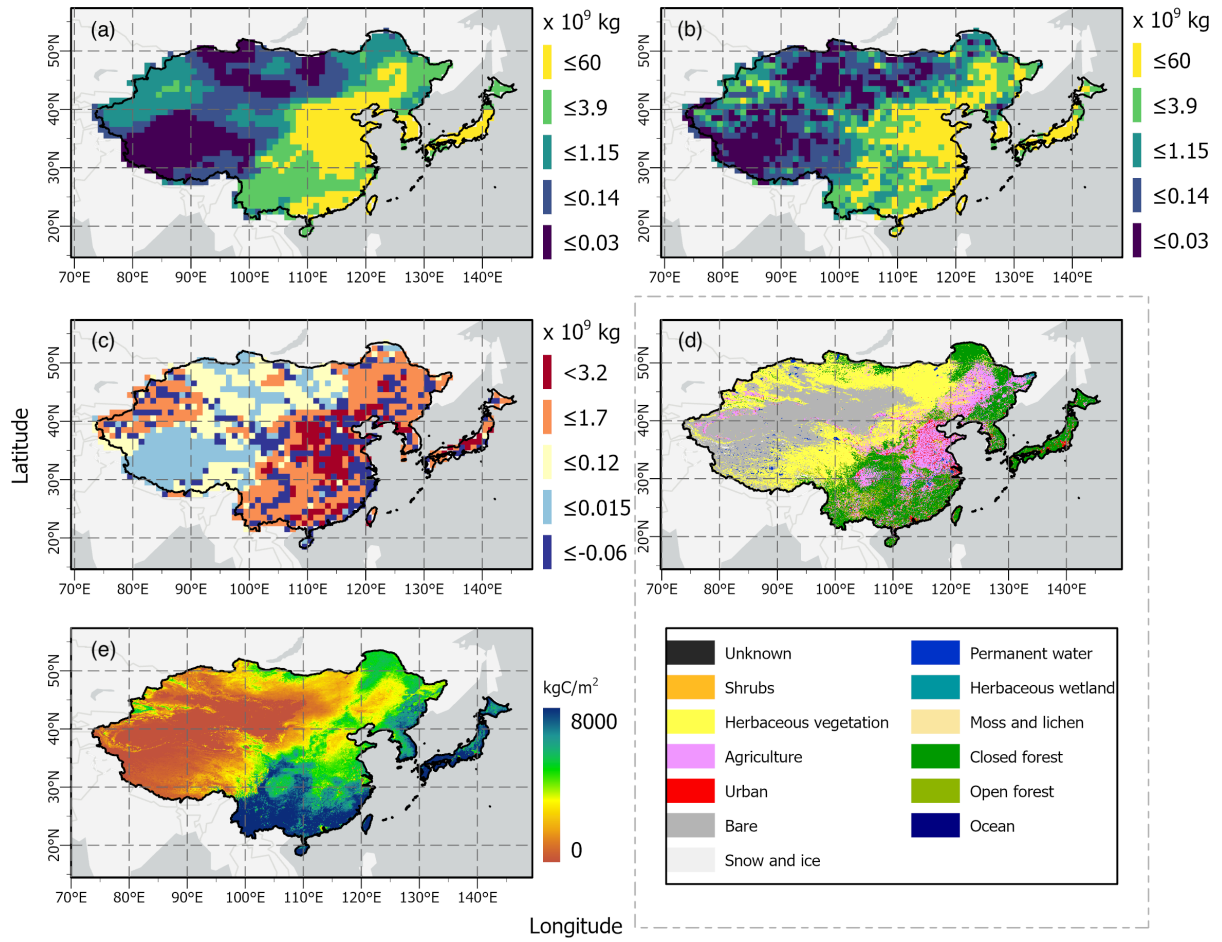 (a)
x 10⁹ kg
≤60
≤3.9
≤1.15
≤0.14
≤0.03
50°N
40°N
30°N
20°N
70°E 80°E 90°E 100°E 110°E 120°E 130°E 140°E
(b)
x 10⁹ kg
≤60
≤3.9
≤1.15
≤0.14
≤0.03
50°N
40°N
30°N
20°N
70°E 80°E 90°E 100°E 110°E 120°E 130°E 140°E
(c)
x 10⁹ kg
<3.2
≤1.7
≤0.12
≤0.015
≤-0.06
50°N
40°N
30°N
20°N
70°E 80°E 90°E 100°E 110°E 120°E 130°E 140°E
(d)
50°N
40°N
30°N
20°N
70°E 80°E 90°E 100°E 110°E 120°E 130°E 140°E
Latitude
(e)
kgC/m²
8000
0
50°N
40°N
30°N
20°N
70°E 80°E 90°E 100°E 110°E 120°E 130°E 140°E
Unknown
Shrubs
Herbaceous vegetation
Agriculture
Urban
Bare
Snow and ice
Permanent water
Herbaceous wetland
Moss and lichen
Closed forest
Open forest
Ocean
Longitude